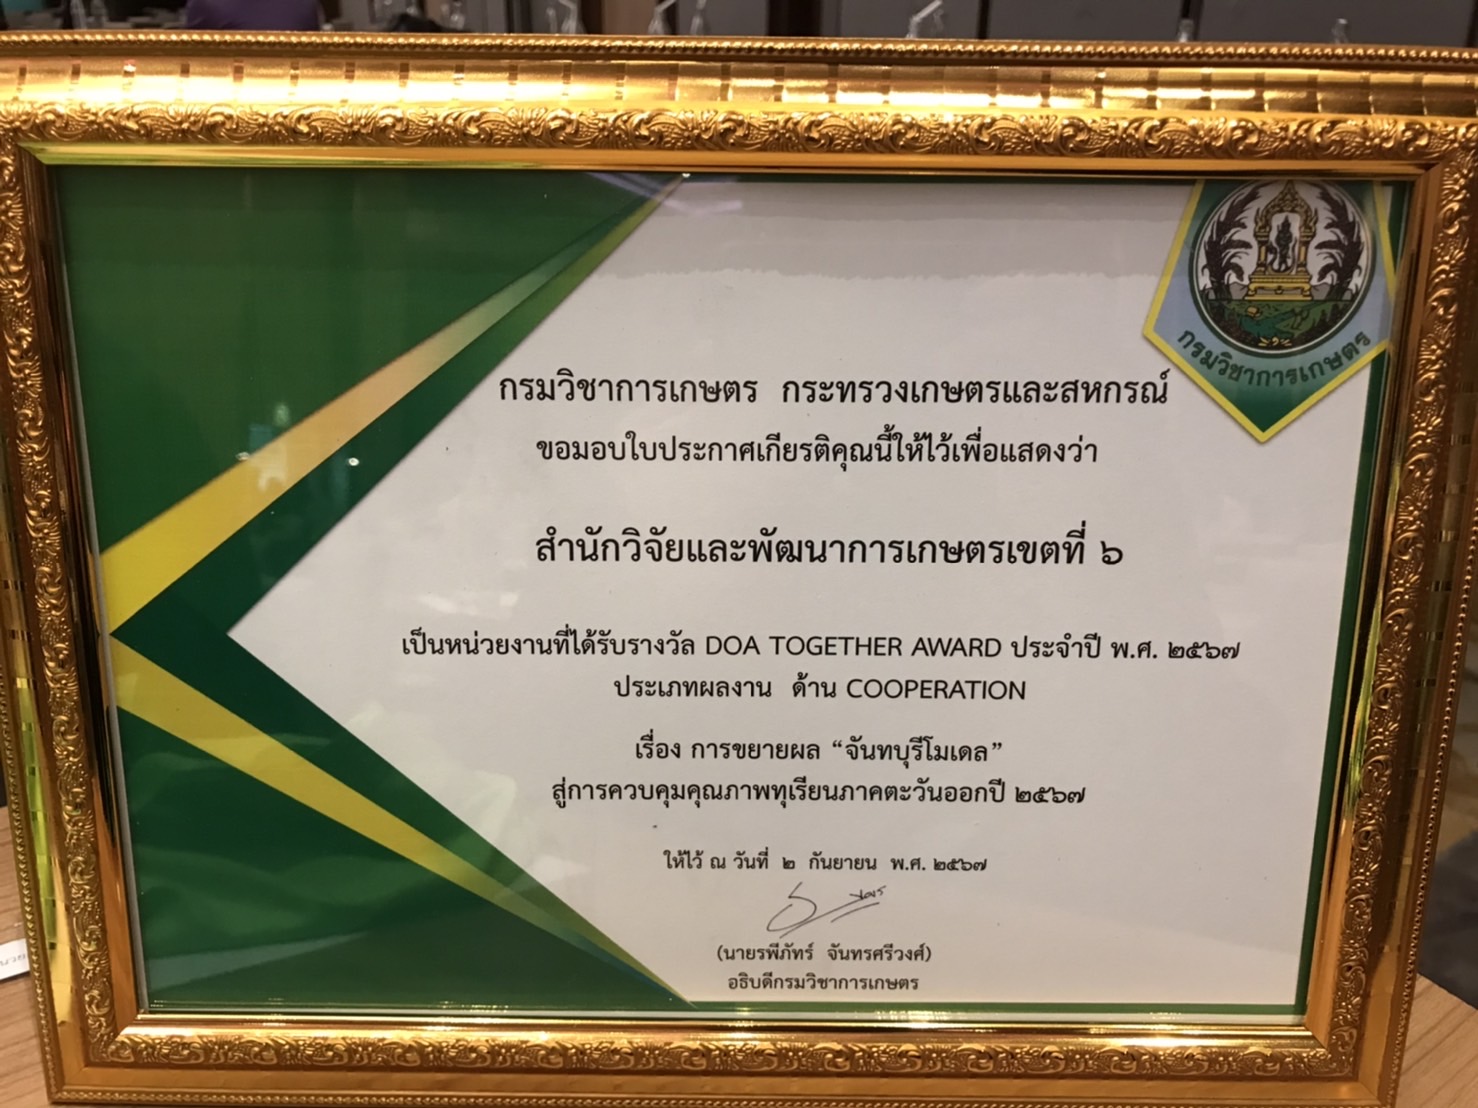 กรมวิชาการเกษตร
กรมวิชาการเกษตร กระทรวงเกษตรและสหกรณ์
ขอมอบใบประกาศเกียรติคุณนี้ให้ไว้เพื่อแสดงว่า
สำนักวิจัยและพัฒนาการเกษตรเขตที่ ๖
เป็นหน่วยงานที่ได้รับรางวัล DOA TOGETHER AWARD ประจำปี พ.ศ. ๒๕๖๗
ประเภทผลงาน ด้าน COOPERATION
เรื่อง การขยายผล “จันทบุรีโมเดล”
สู่การควบคุมคุณภาพทุเรียนภาคตะวันออกปี ๒๕๖๗
ให้ไว้ ณ วันที่ ๒ กันยายน พ.ศ. ๒๕๖๗
(นายรพีภัทร์ จันทรศรีวงศ์)
อธิบดีกรมวิชาการเกษตร